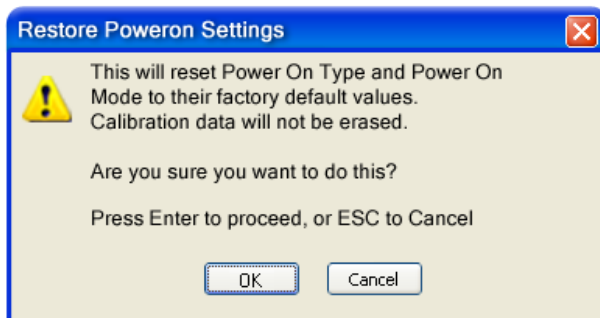 Restore Poweron Settings
This will reset Power On Type and Power On
Mode to their factory default values.
Calibration data will not be erased.
Are you sure you want to do this?
Press Enter to proceed, or ESC to Cancel
OK
Cancel